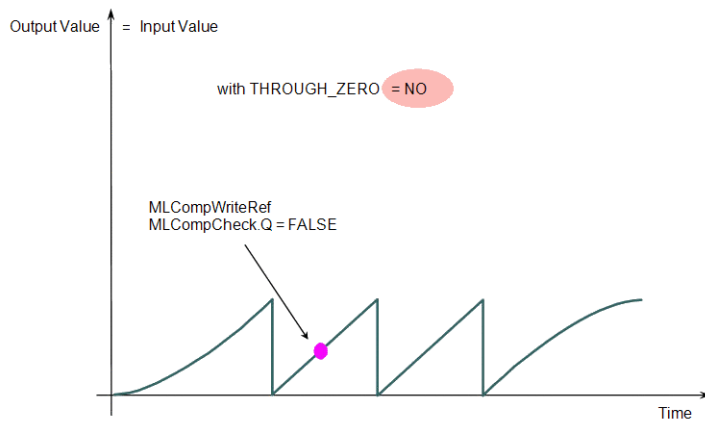 Output Value = Input Value
with THROUGH_ZERO = NO
MLCompWriteRef
MLCompCheck.Q = FALSE
Time